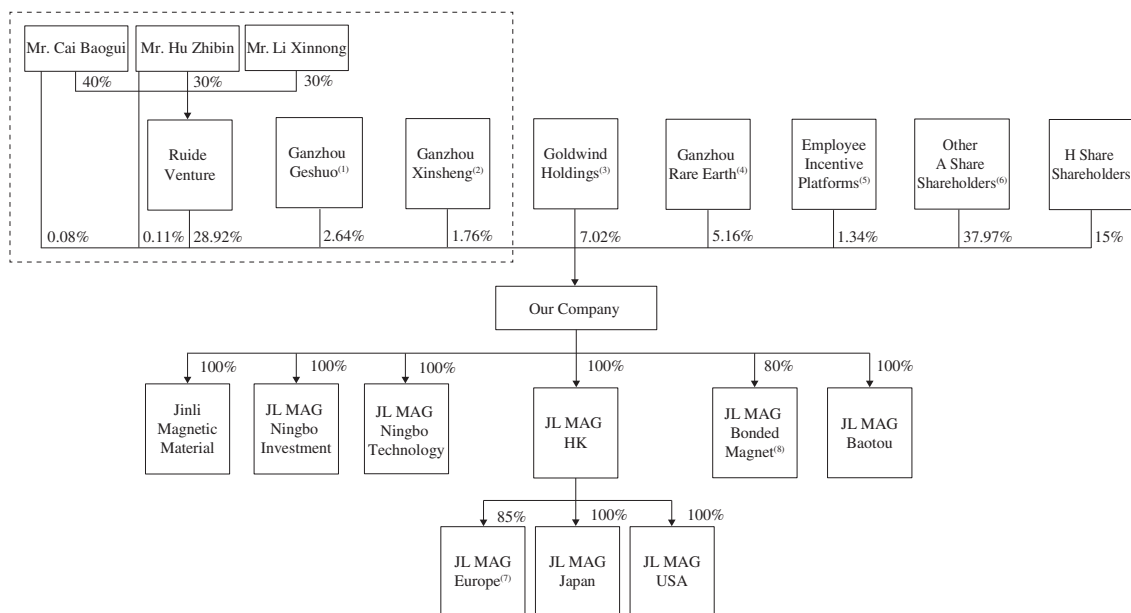 Mr. Cai Baogui
Mr. Hu Zhibin
Mr. Li Xinnong
40%
30%
30%
Ruide
Venture
Ganzhou
Geshuo(1)
Ganzhou
Xinsheng(2)
Goldwind
Holdings(3)
Ganzhou
Rare Earth(4)
Employee
Incentive
Platforms(5)
Other
A Share
Shareholders(6)
H Share
Shareholders
0.08%
0.11%
28.92%
2.64%
1.76%
7.02%
5.16%
1.34%
37.97%
15%
Our Company
100%
100%
100%
100%
80%
100%
Jinli
Magnetic
Material
JL MAG
Ningbo
Investment
JL MAG
Ningbo
Technology
JL MAG
HK
JL MAG
Bonded
Magnet(8)
JL MAG
Baotou
85%
100%
100%
JL MAG
Europe(7)
JL MAG
Japan
JL MAG
USA